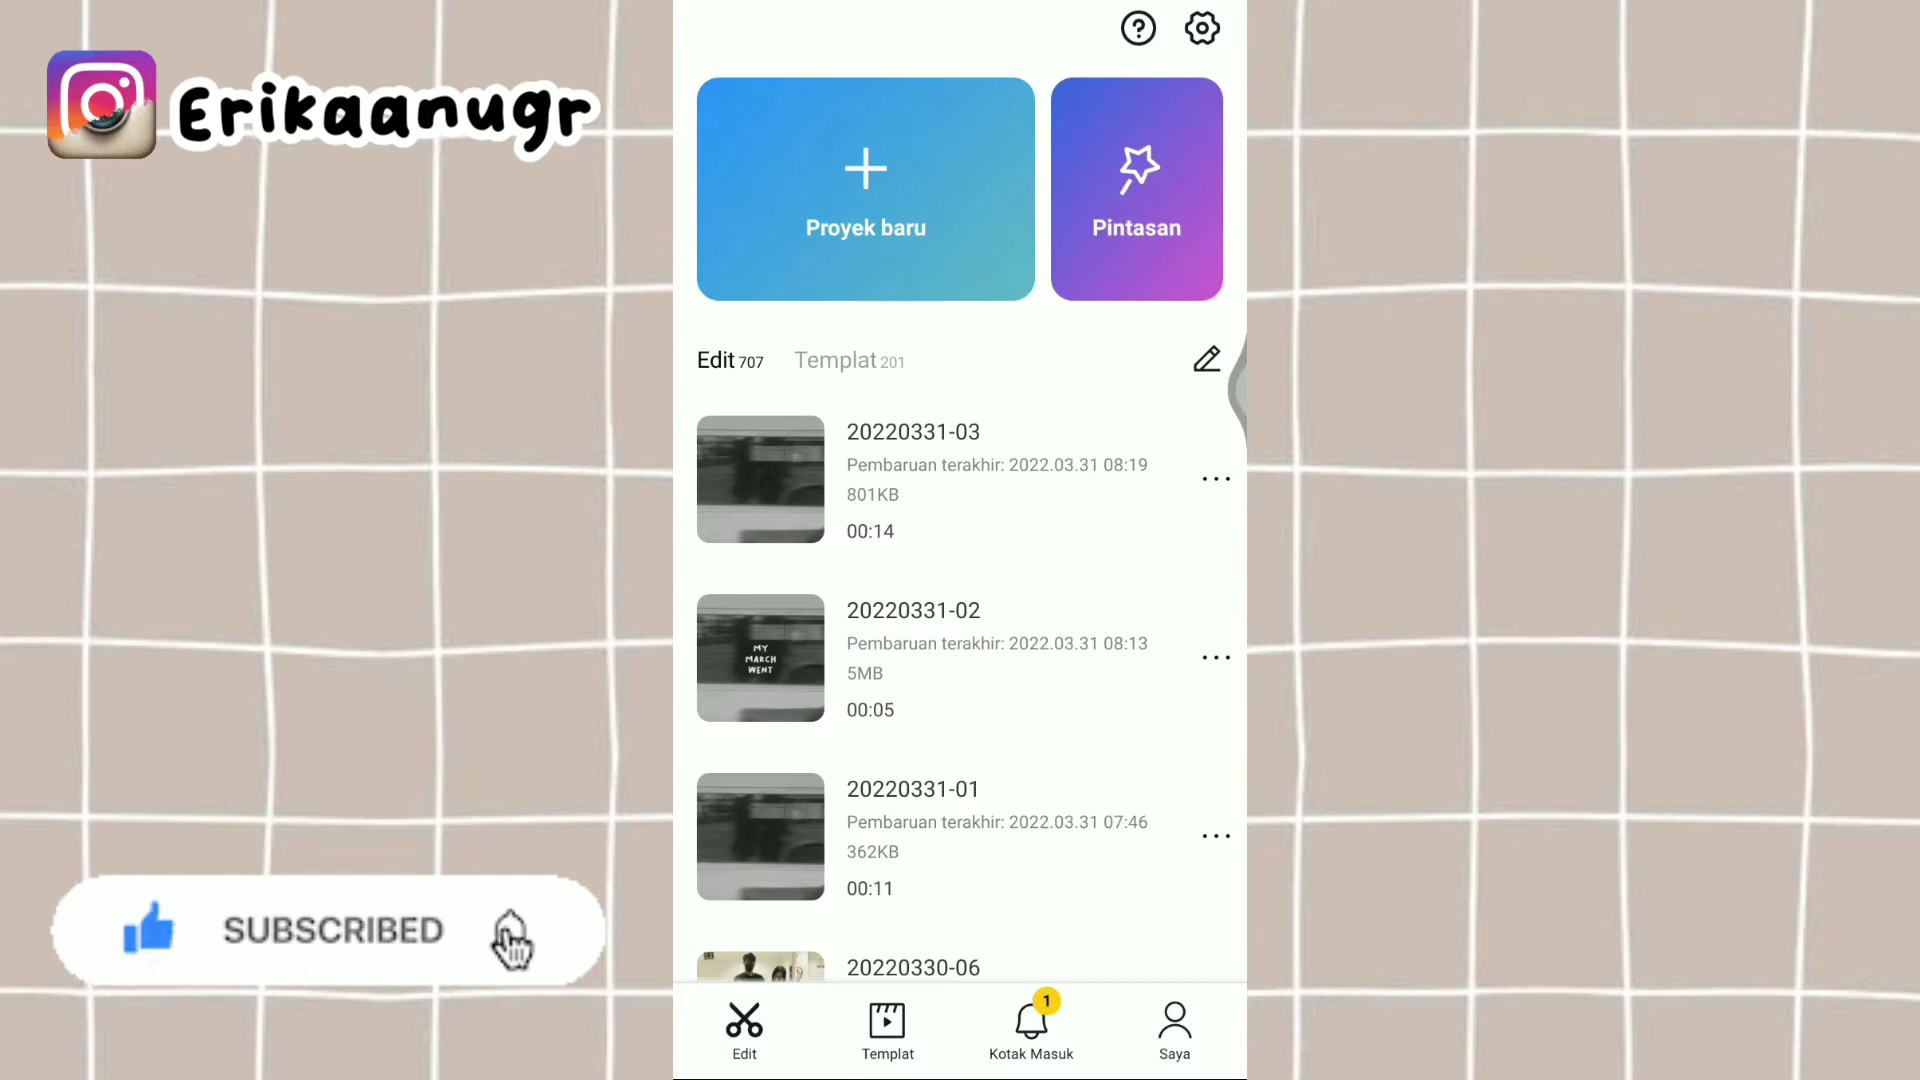 Erikaanugr
Proyek baru
Pintasan
Edit 707
Templat 201
20220331-03
Pembaruan terakhir: 2022.03.31 08:19
801KB
00:14
20220331-02
Pembaruan terakhir: 2022.03.31 08:13
5MB
00:05
MY
MARCH
WENT
20220331-01
Pembaruan terakhir: 2022.03.31 07:46
362KB
00:11
20220330-06
SUBSCRIBED
1
Edit
Templat
Kotak Masuk
Saya